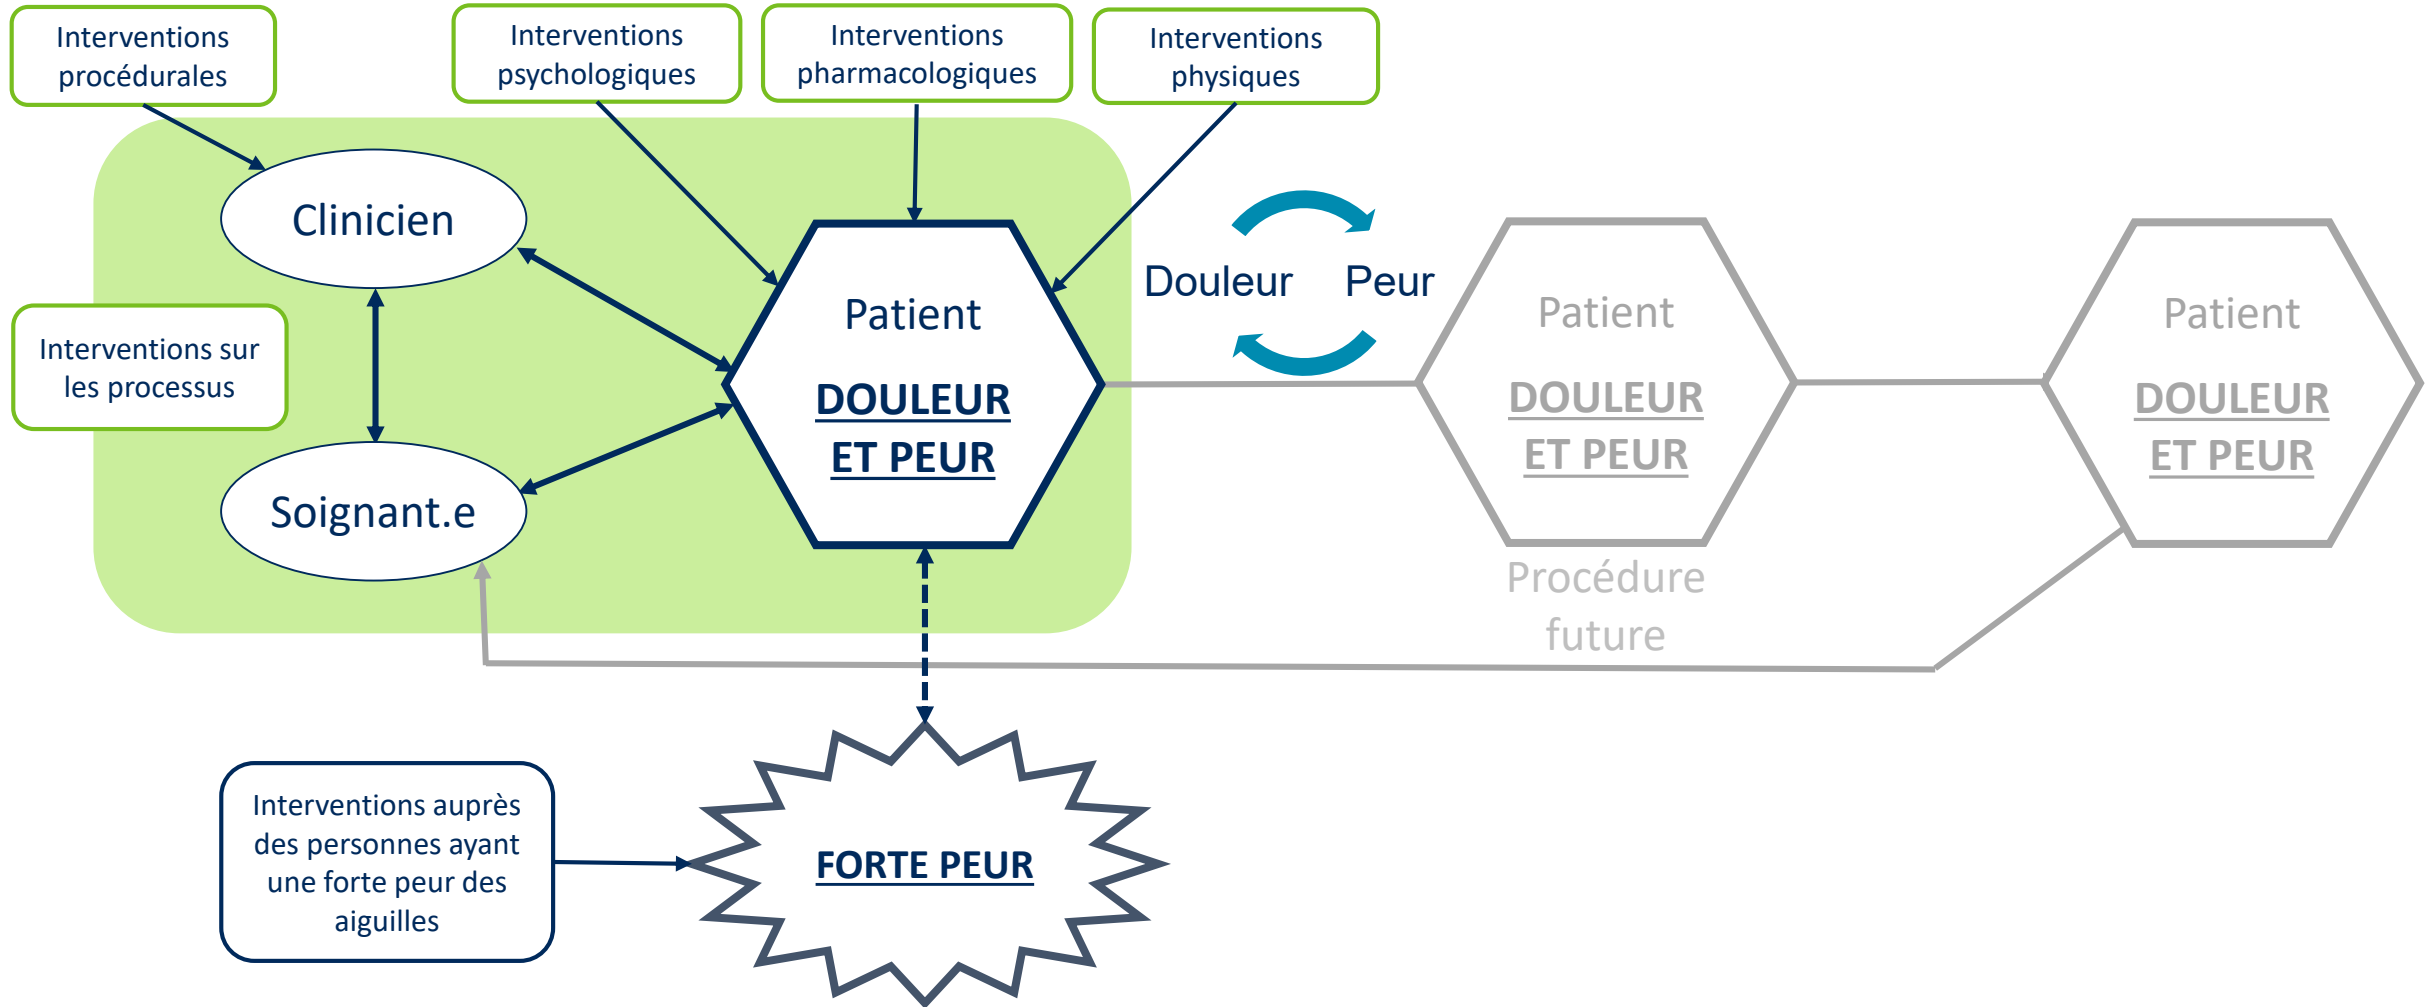 Interventions
procédurales
Interventions
psychologiques
Interventions
pharmacologiques
Interventions
physiques
Clinicien
Interventions sur
les processus
Soignant.e
Patient
DOULEUR
ET PEUR
Douleur
Peur
Patient
DOULEUR
ET PEUR
Procédure
future
Patient
DOULEUR
ET PEUR
Interventions auprès
des personnes ayant
une forte peur des
aiguilles
FORTE PEUR